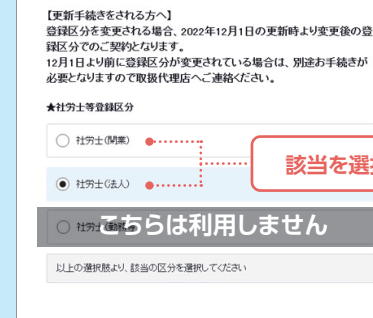 【更新手続きをされる方へ】
登録区分を変更される場合、2022年12月1日の更新時より変更後の登
録区分でのご契約となります。
12月1日より前に登録区分が変更されている場合は、別途お手続きが
必要となりますので取扱代理店へご連絡ください。
★社労士等登録区分
社労士(開業)
該当を選
社労士(法人)
こちらは利用しません
社労士
以上の選択肢より、該当の区分を選択してください